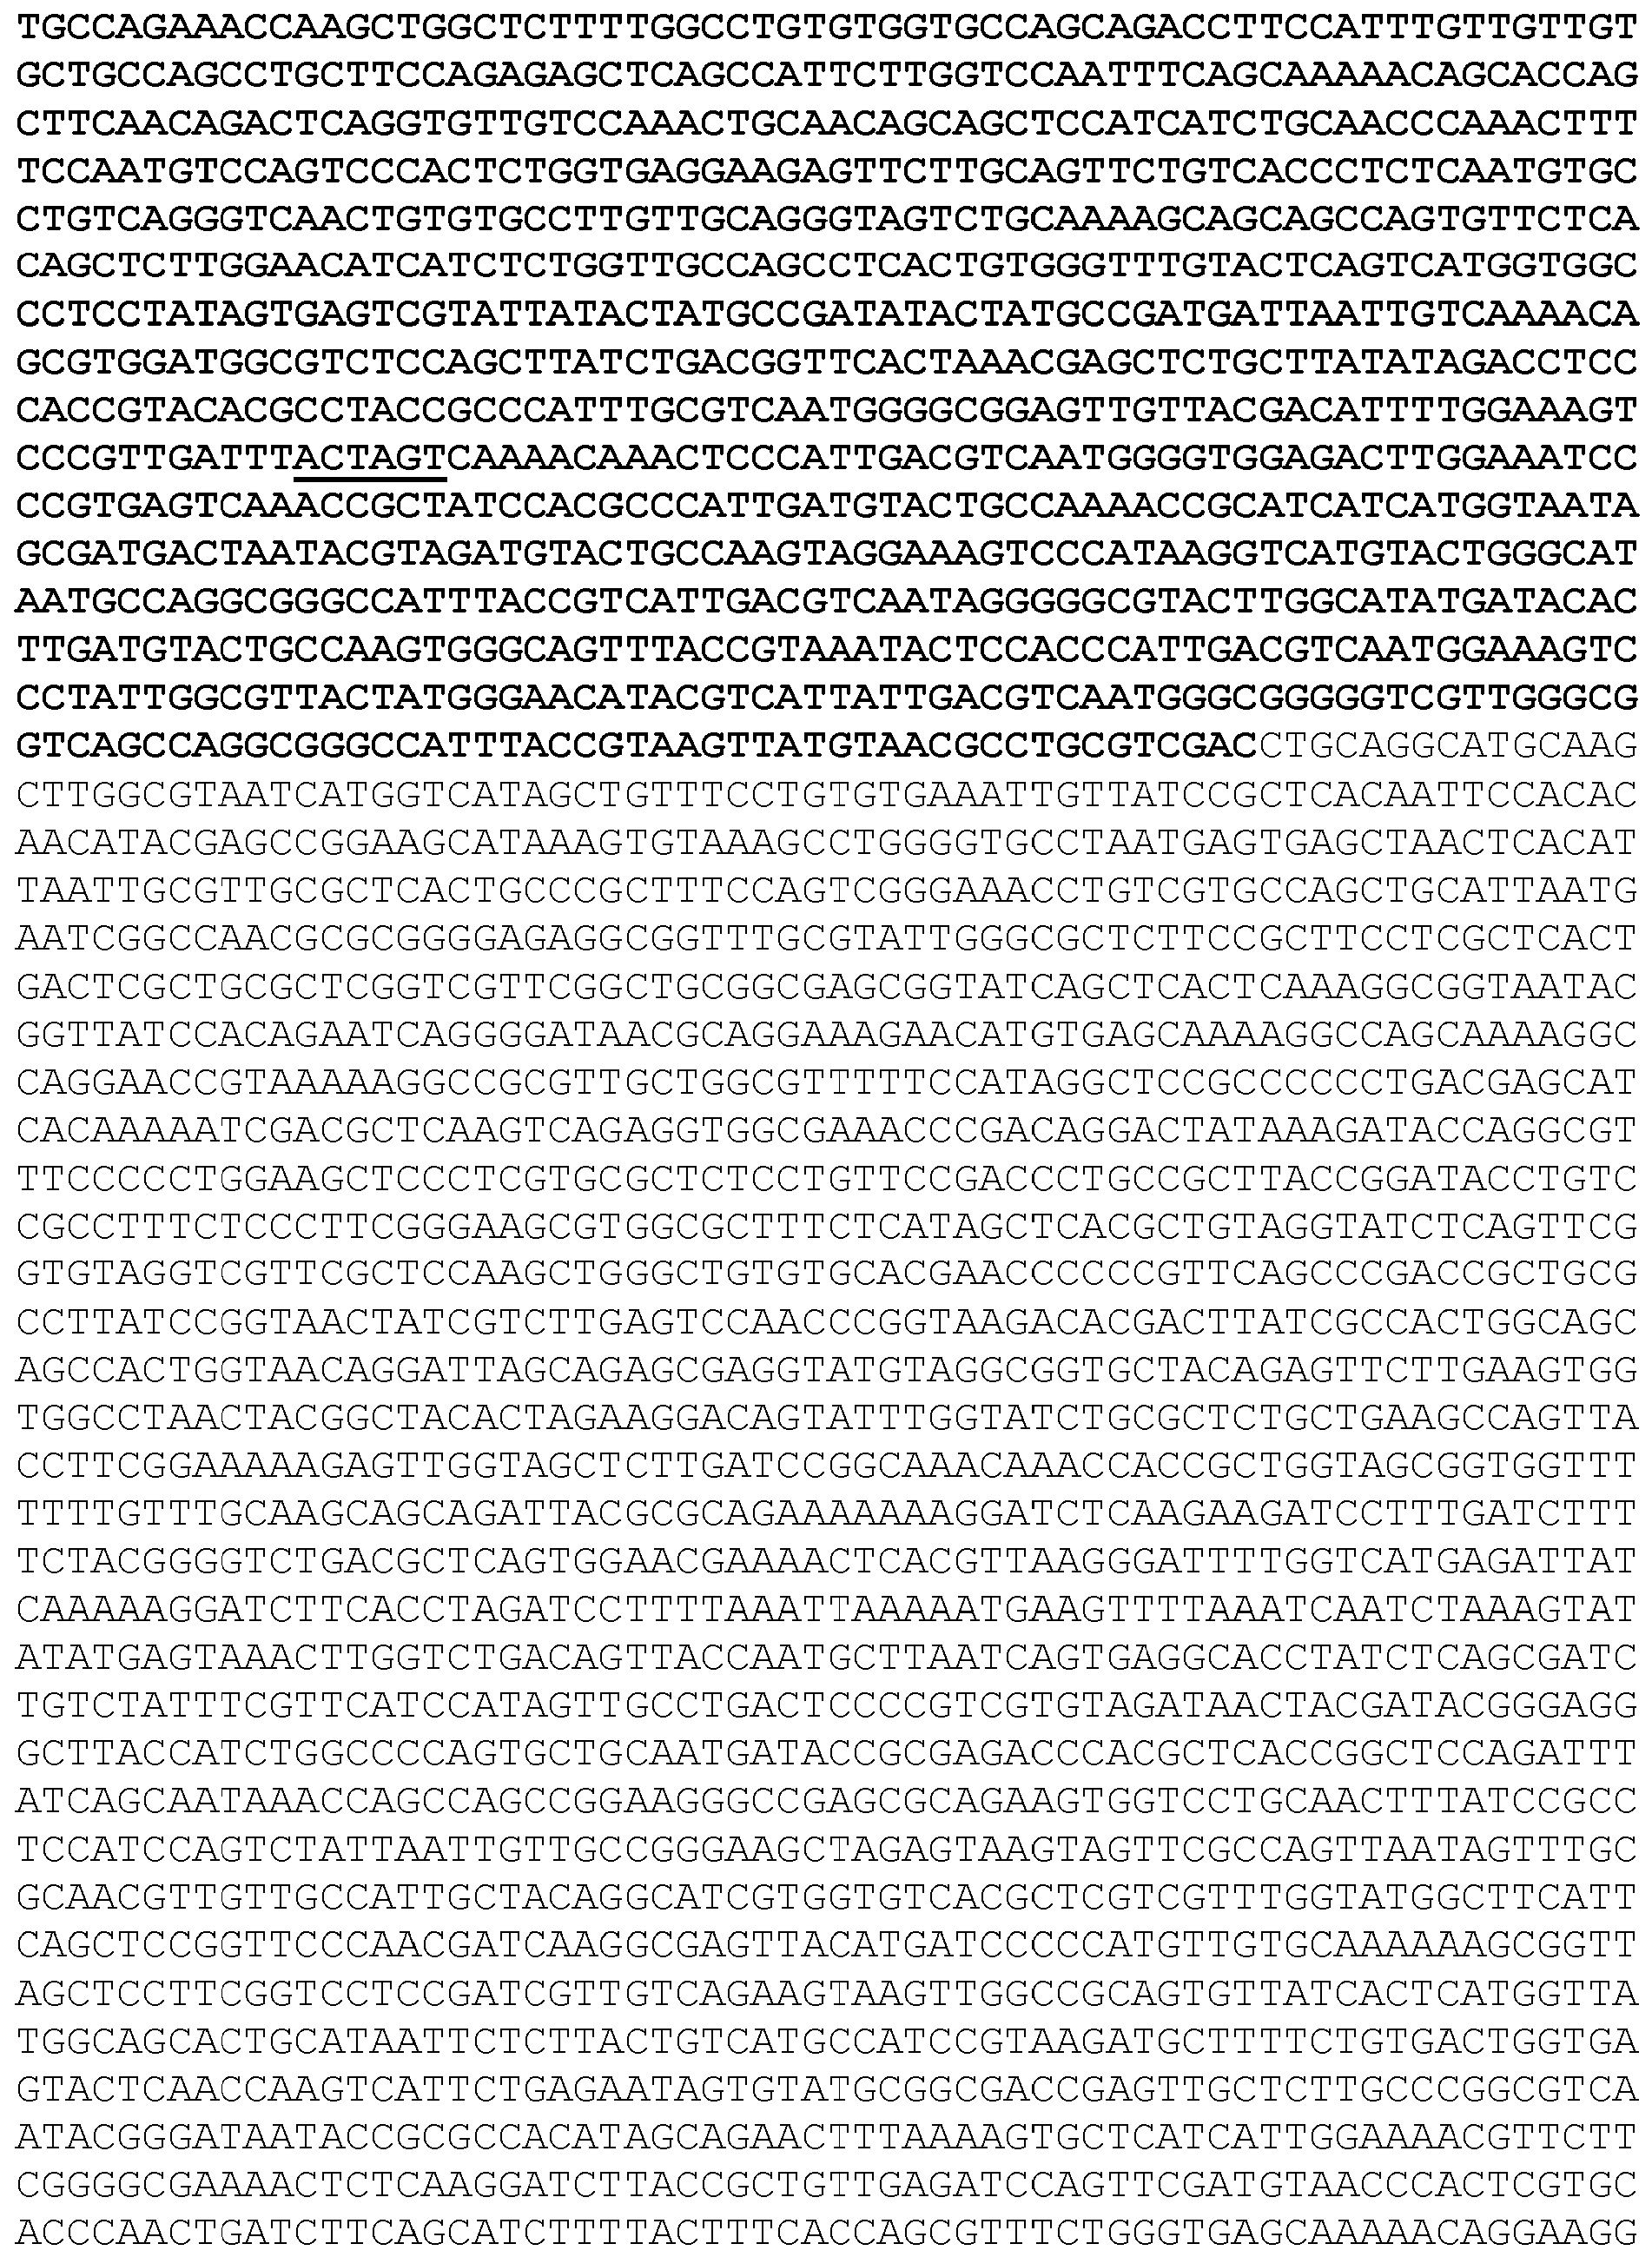 TGCCAGAAACCAAGCTGGCTCTTTTGGCCTGTGTGGTGCCAGCAGACCTTCCATTTGTTGTTGT
GCTGCCAGCCTGCTTCCAGAGAGCTCAGCCATTCTTGGTCCAATTTCAGCAAAAACAGCACCAG
CTTCAACAGACTCAGGTGTTGTCCAAACTGCAACAGCAGCTCCATCATCTGCAACCCAAACTTT
TCCAATGTCCAGTCCCACTCTGGTGAGGAAGAGTTCTTGCAGTTCTGTCACCCTCTCAATGTGC
CTGTCAGGGTCAACTGTGTGCCTTGTTGCAGGGTAGTCTGCAAAAGCAGCAGCCAGTGTTCTCA
CAGCTCTTGGAACATCATCTCTGGTTGCCAGCCTCACTGTGGGTTTGTACTCAGTCATGGTGGC
CCTCCTATAGTGAGTCGTATTATACTATGCCGATATACTATGCCGATGATTAATTGTCAAAACA
GCGTGGATGGCGTCTCCAGCTTATCTGACGGTTCACTAAACGAGCTCTGCTTATATAGACCTCC
CACCGTACACGCCTACCGCCCATTTGCGTCAATGGGGCGGAGTTGTTACGACATTTTGGAAAGT
CCCGTTGATTTACTAGTCAAAACAAACTCCCATTGACGTCAATGGGGTGGAGACTTGGAAATCC
CCGTGAGTCAAACCGCTATCCACGCCCATTGATGTACTGCCAAAACCGCATCATCATGGTAATA
GCGATGACTAATACGTAGATGTACTGCCAAGTAGGAAAGTCCCATAAGGTCATGTACTGGGCAT
AATGCCAGGCGGGCCATTTACCGTCATTGACGTCAATAGGGGGCGTACTTGGCATATGATACAC
TTGATGTACTGCCAAGTGGGCAGTTTACCGTAAATACTCCACCCATTGACGTCAATGGAAAGTC
CCTATTGGCGTTACTATGGGAACATACGTCATTATTGACGTCAATGGGCGGGGGTCGTTGGGCG
GTCAGCCAGGCGGGCCATTTACCGTAAGTTATGTAACGCCTGCGTCGACCTGCAGGCATGCAAG
CTTGGCGTAATCATGGTCATAGCTGTTTCCTGTGTGAAATTGTTATCCGCTCACAATTCCACAC
AACATACGAGCCGGAAGCATAAAGTGTAAAGCCTGGGGTGCCTAATGAGTGAGCTAACTCACAT
TAATTGCGTTGCGCTCACTGCCCGCTTTCCAGTCGGGAAACCTGTCGTGCCAGCTGCATTAATG
AATCGGCCAACGCGCGGGGAGAGGCGGTTTGCGTATTGGGCGCTCTTCCGCTTCCTCGCTCACT
GACTCGCTGCGCTCGGTCGTTCGGCTGCGGCGAGCGGTATCAGCTCACTCAAAGGCGGTAATAC
GGTTATCCACAGAATCAGGGGATAACGCAGGAAAGAACATGTGAGCAAAAGGCCAGCAAAAGGC
CAGGAACCGTAAAAAGGCCGCGTTGCTGGCGTTTTTCCATAGGCTCCGCCCCCCTGACGAGCAT
CACAAAAATCGACGCTCAAGTCAGAGGTGGCGAAACCCGACAGGACTATAAAGATACCAGGCGT
TTCCCCCTGGAAGCTCCCTCGTGCGCTCTCCTGTTCCGACCCTGCCGCTTACCGGATACCTGTC
CGCCTTTCTCCCTTCGGGAAGCGTGGCGCTTTCTCATAGCTCACGCTGTAGGTATCTCAGTTCG
GTGTAGGTCGTTCGCTCCAAGCTGGGCTGTGTGCACGAACCCCCCGTTCAGCCCGACCGCTGCG
CCTTATCCGGTAACTATCGTCTTGAGTCCAACCCGGTAAGACACGACTTATCGCCACTGGCAGC
AGCCACTGGTAACAGGATTAGCAGAGCGAGGTATGTAGGCGGTGCTACAGAGTTCTTGAAGTGG
TGGCCTAACTACGGCTACACTAGAAGGACAGTATTTGGTATCTGCGCTCTGCTGAAGCCAGTTA
CCTTCGGAAAAAGAGTTGGTAGCTCTTGATCCGGCAAACAAACCACCGCTGGTAGCGGTGGTTT
TTTTGTTTGCAAGCAGCAGATTACGCGCAGAAAAAAAGGATCTCAAGAAGATCCTTTGATCTTT
TCTACGGGGTCTGACGCTCAGTGGAACGAAAACTCACGTTAAGGGATTTTGGTCATGAGATTAT
CAAAAAGGATCTTCACCTAGATCCTTTTAAATTAAAAATGAAGTTTTAAATCAATCTAAAGTAT
ATATGAGTAAACTTGGTCTGACAGTTACCAATGCTTAATCAGTGAGGCACCTATCTCAGCGATC
TGTCTATTTCGTTCATCCATAGTTGCCTGACTCCCCGTCGTGTAGATAACTACGATACGGGAGG
GCTTACCATCTGGCCCCAGTGCTGCAATGATACCGCGAGACCCACGCTCACCGGCTCCAGATTT
ATCAGCAATAAACCAGCCAGCCGGAAGGGCCGAGCGCAGAAGTGGTCCTGCAACTTTATCCGCC
TCCATCCAGTCTATTAATTGTTGCCGGGAAGCTAGAGTAAGTAGTTCGCCAGTTAATAGTTTGC
GCAACGTTGTTGCCATTGCTACAGGCATCGTGGTGTCACGCTCGTCGTTTGGTATGGCTTCATT
CAGCTCCGGTTCCCAACGATCAAGGCGAGTTACATGATCCCCCATGTTGTGCAAAAAAGCGGTT
AGCTCCTTCGGTCCTCCGATCGTTGTCAGAAGTAAGTTGGCCGCAGTGTTATCACTCATGGTTA
TGGCAGCACTGCATAATTCTCTTACTGTCATGCCATCCGTAAGATGCTTTTCTGTGACTGGTGA
GTACTCAACCAAGTCATTCTGAGAATAGTGTATGCGGCGACCGAGTTGCTCTTGCCCGGCGTCA
ATACGGGATAATACCGCGCCACATAGCAGAACTTTAAAAGTGCTCATCATTGGAAAACGTTCTT
CGGGGCGAAAACTCTCAAGGATCTTACCGCTGTTGAGATCCAGTTCGATGTAACCCACTCGTGC
ACCCAACTGATCTTCAGCATCTTTTACTTTCACCAGCGTTTCTGGGTGAGCAAAAACAGGAAGG